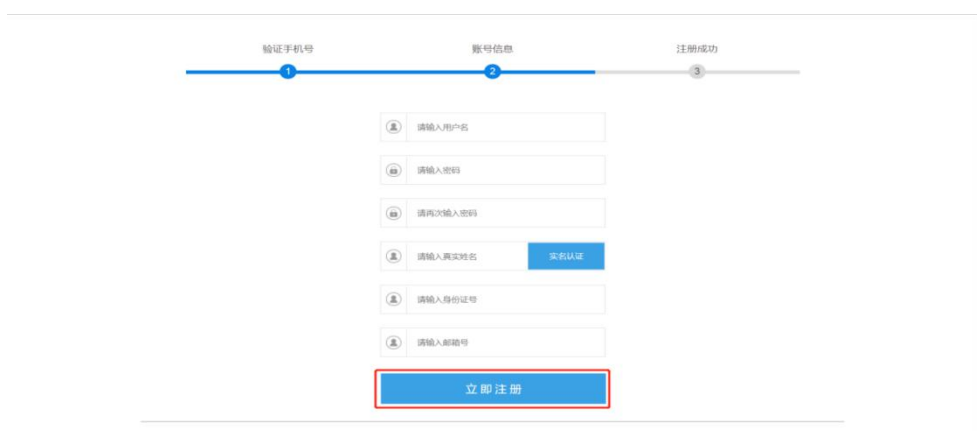 验证手机号 账号信息 注册成功
1 2 3
请输入用户名
请输入密码
请再次输入密码
请输入真实姓名 实名认证
请输入身份证号
请输入邮箱号
立即注册